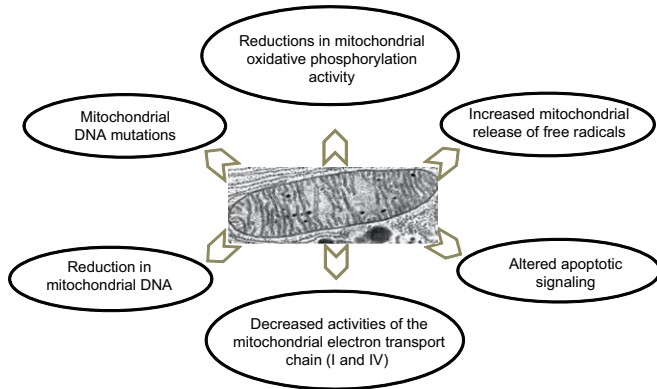 Reductions in mitochondrial
oxidative phosphorylation
activity
Mitochondrial
DNA mutations
Increased mitochondrial
release of free radicals
Reduction in
mitochondrial DNA
Altered apoptotic
signaling
Decreased activities of the
mitochondrial electron transport
chain (I and IV)